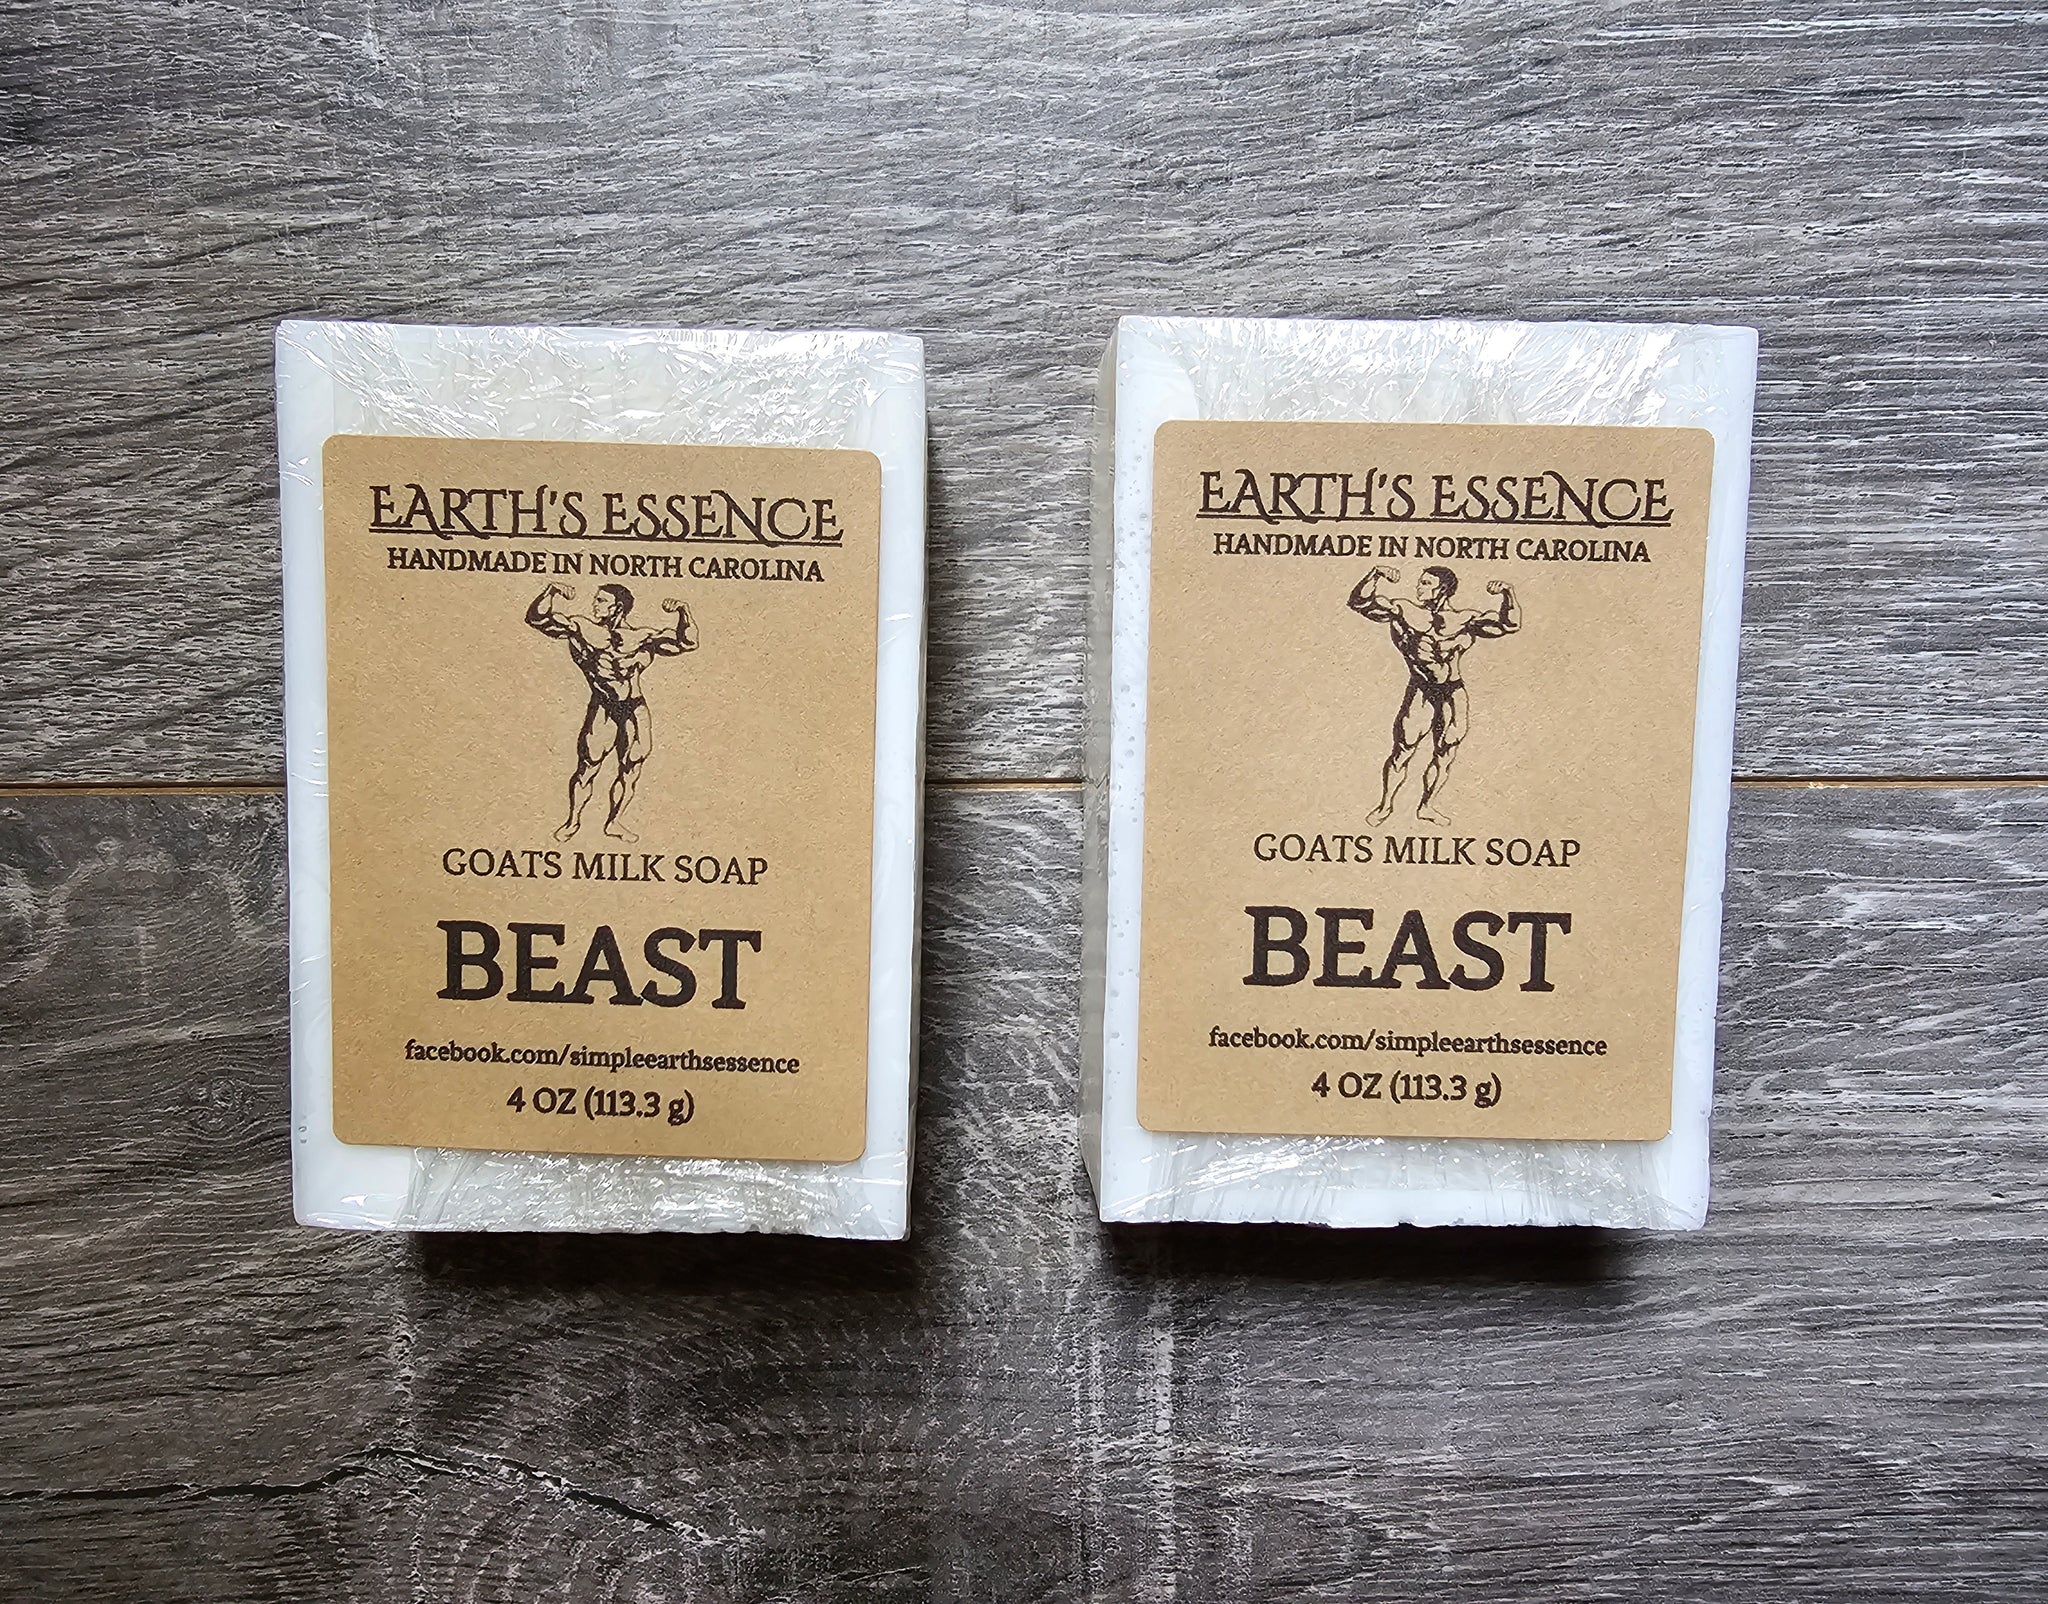 EARTH'S ESSENCE
HANDMADE IN NORTH CAROLINA
GOATS MILK SOAP
BEAST
facebook.com/simpleearthsessence
4 OZ (113.3 g)
EARTH'S ESSENCE
HANDMADE IN NORTH CAROLINA
GOATS MILK SOAP
BEAST
facebook.com/simpleearthsessence
4 OZ (113.3 g)